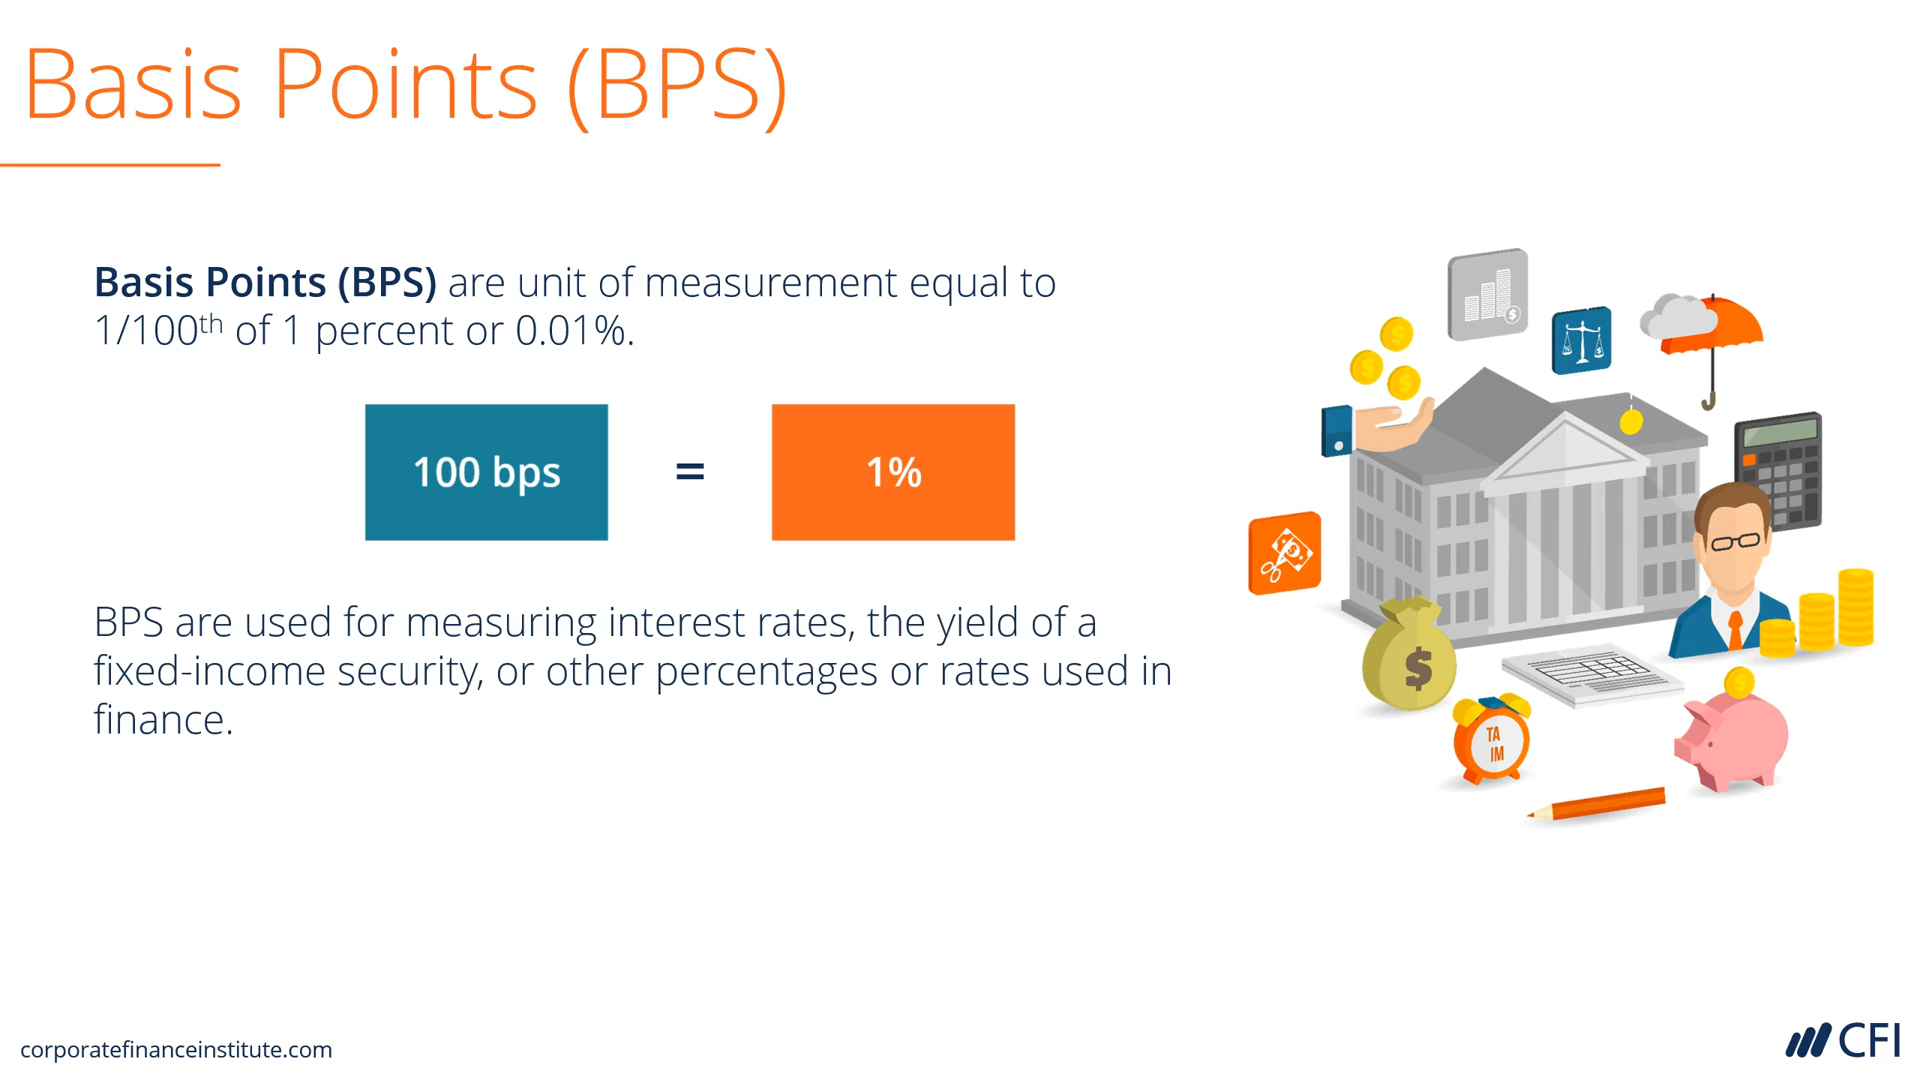 Basis Points (BPS)
Basis Points (BPS) are unit of measurement equal to
1/100th of 1 percent or 0.01%.
100 bps = 1%
BPS are used for measuring interest rates, the yield of a
fixed-income security, or other percentages or rates used in
finance.
$
$
$
$
$
$
$
TA
IM
corporatefinanceinstitute.com
CFI